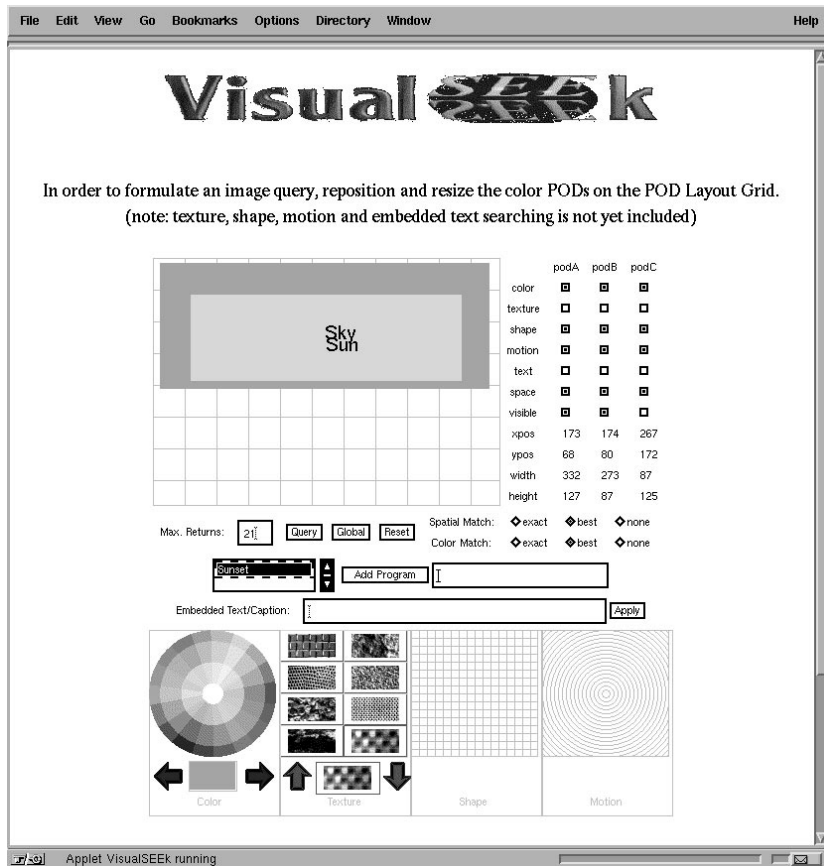 File Edit View Go Bookmarks Options Directory Window Help
Visual SEEk
In order to formulate an image query, reposition and resize the color PODs on the POD Layout Grid.
(note: texture, shape, motion and embedded text searching is not yet included)
podA podB podC
color
texture
shape
motion
text
space
visible
xpos 173 174 267
ypos 68 80 172
width 332 273 87
height 127 87 125
Sky
Sun
Max. Returns: 21 Query Global Reset
Spatial Match: exact best none
Color Match: exact best none
Sunset Add Program
Embedded Text/Caption: Apply
Color Texture Shape Motion
Applet VisualSEEk running